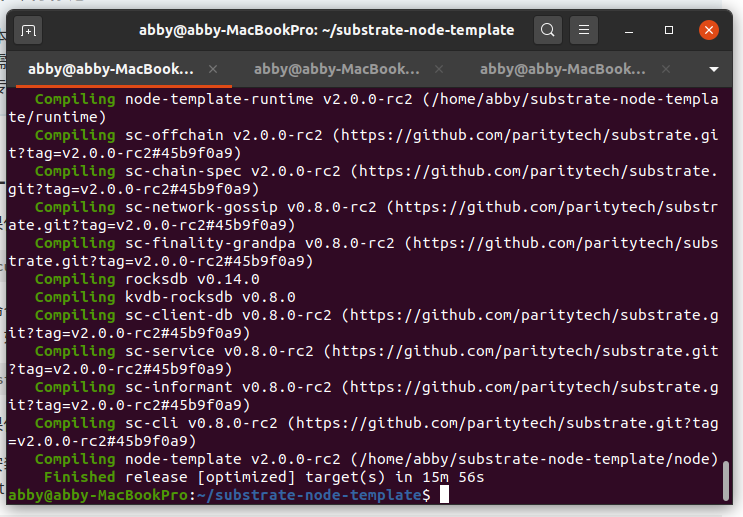 abby@abby-MacBookPro: ~/substrate-node-template
abby@abby-MacBook... × abby@abby-MacBook... × abby@abby-MacBook... ×
Compiling node-template-runtime v2.0.0-rc2 (/home/abby/substrate-node-templa
te/runtime)
Compiling sc-offchain v2.0.0-rc2 (https://github.com/paritytech/substrate.gi
t?tag=v2.0.0-rc2#45b9f0a9)
Compiling sc-chain-spec v2.0.0-rc2 (https://github.com/paritytech/substrate.
git?tag=v2.0.0-rc2#45b9f0a9)
Compiling sc-network-gossip v0.8.0-rc2 (https://github.com/paritytech/substr
ate.git?tag=v2.0.0-rc2#45b9f0a9)
Compiling sc-finality-grandpa v0.8.0-rc2 (https://github.com/paritytech/subs
trate.git?tag=v2.0.0-rc2#45b9f0a9)
Compiling rocksdb v0.14.0
Compiling kvdb-rocksdb v0.8.0
Compiling sc-client-db v0.8.0-rc2 (https://github.com/paritytech/substrate.g
it?tag=v2.0.0-rc2#45b9f0a9)
Compiling sc-service v0.8.0-rc2 (https://github.com/paritytech/substrate.git
?tag=v2.0.0-rc2#45b9f0a9)
Compiling sc-informant v0.8.0-rc2 (https://github.com/paritytech/substrate.g
it?tag=v2.0.0-rc2#45b9f0a9)
Compiling sc-cli v0.8.0-rc2 (https://github.com/paritytech/substrate.git?tag
=v2.0.0-rc2#45b9f0a9)
Compiling node-template v2.0.0-rc2 (/home/abby/substrate-node-template/node)
Finished release [optimized] target(s) in 15m 56s
abby@abby-MacBookPro:~/substrate-node-template$